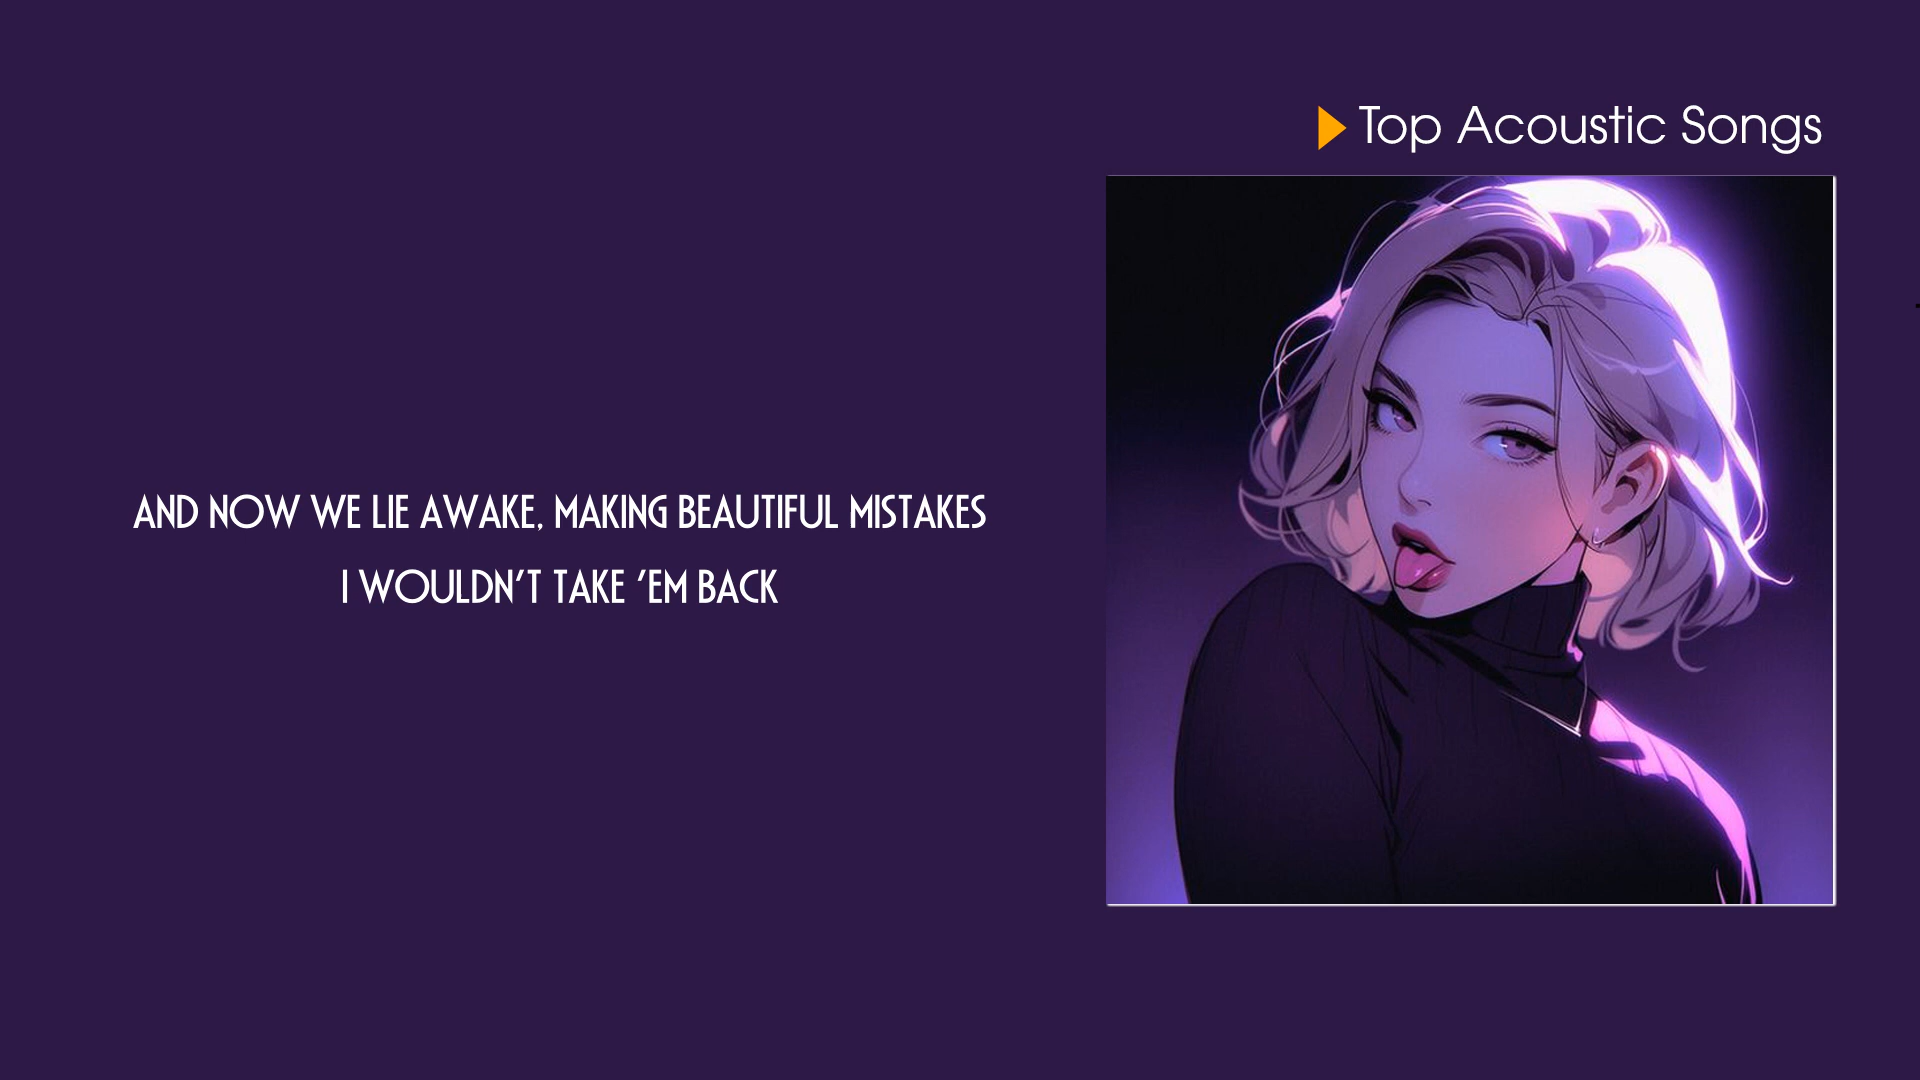 Top Acoustic Songs
AND NOW WE LIE AWAKE, MAKING BEAUTIFUL MISTAKES
I WOULDN'T TAKE 'EM BACK